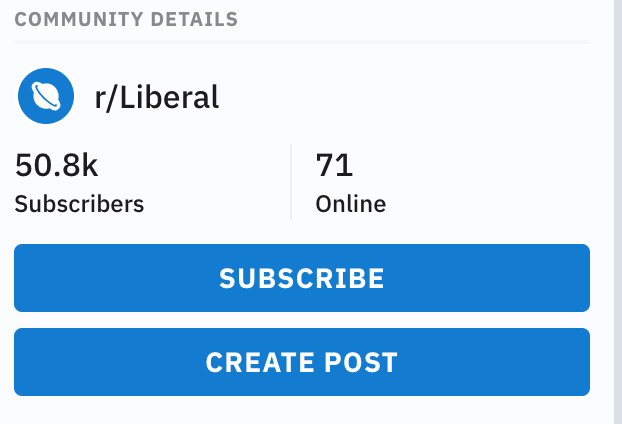 COMMUNITY DETAILS
r/Liberal
50.8k
Subscribers
71
Online
SUBSCRIBE
CREATE POST